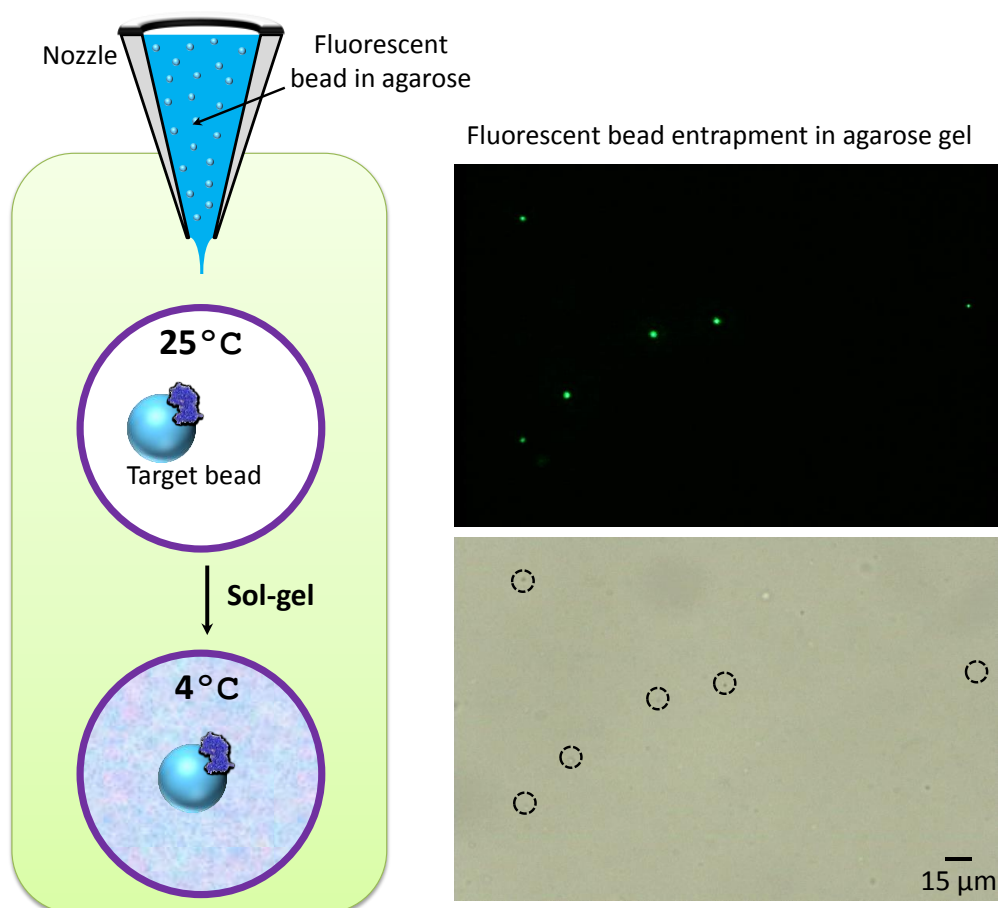 Nozzle
Fluorescent
bead in agarose
25°C
Target bead
Sol-gel
4°C
Fluorescent bead entrapment in agarose gel
15 µm